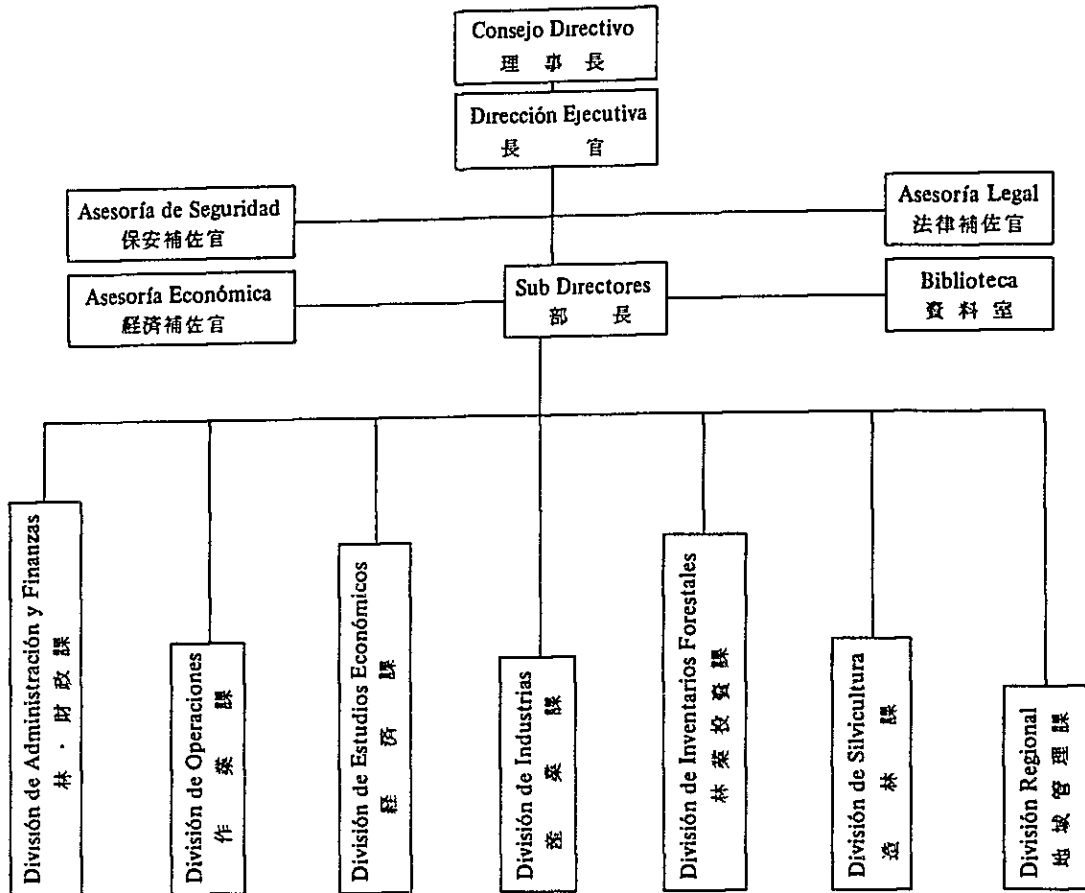 Consejo Directivo
理事長
Dirección Ejecutiva
長官
Asesoría de Seguridad
保安補佐官
Asesoría Legal
法律補佐官
Asesoría Económica
経済補佐官
Sub Directores
部長
Biblioteca
資料室
División de Administración y Finanzas
林・財政課
División de Operaciones
作業課
División de Estudios Económicos
経済課
División de Industrias
産業課
División de Inventarios Forestales
林業投資課
División de Silvicultura
造林課
División Regional
地域管理課